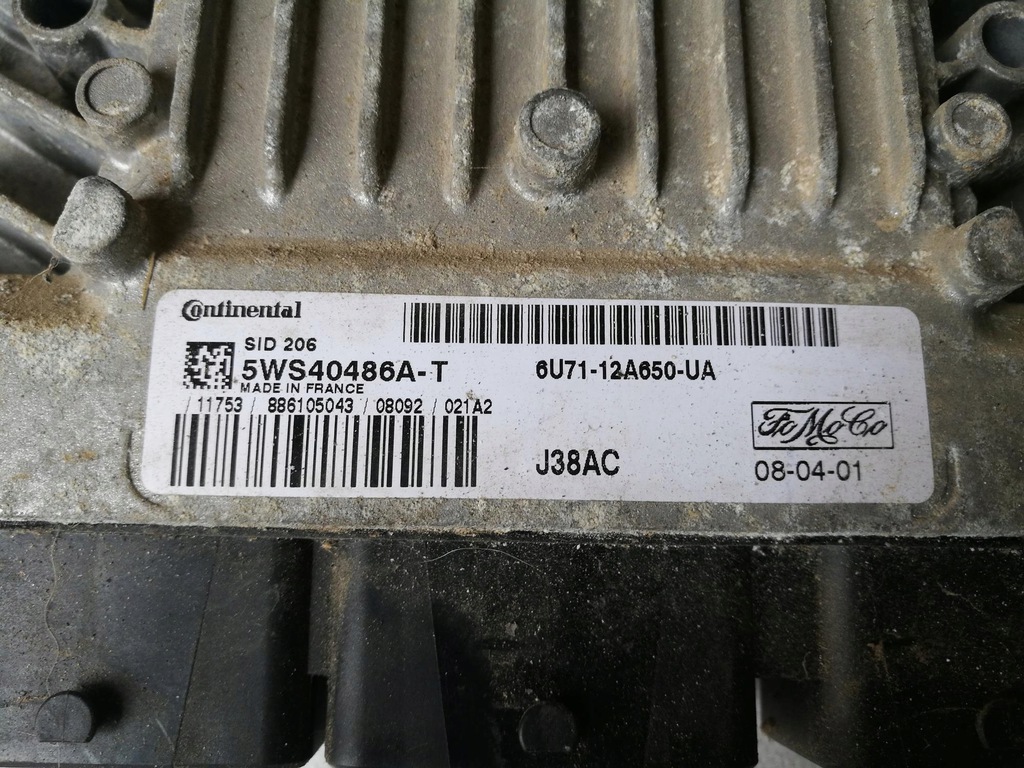 Continental
SID 206
5WS40486A-T
6U71-12A650-UA
MADE IN FRANCE
/ 11753 / 886105043 / 08092 / 021A2
FoMoCo
J38AC
08-04-01